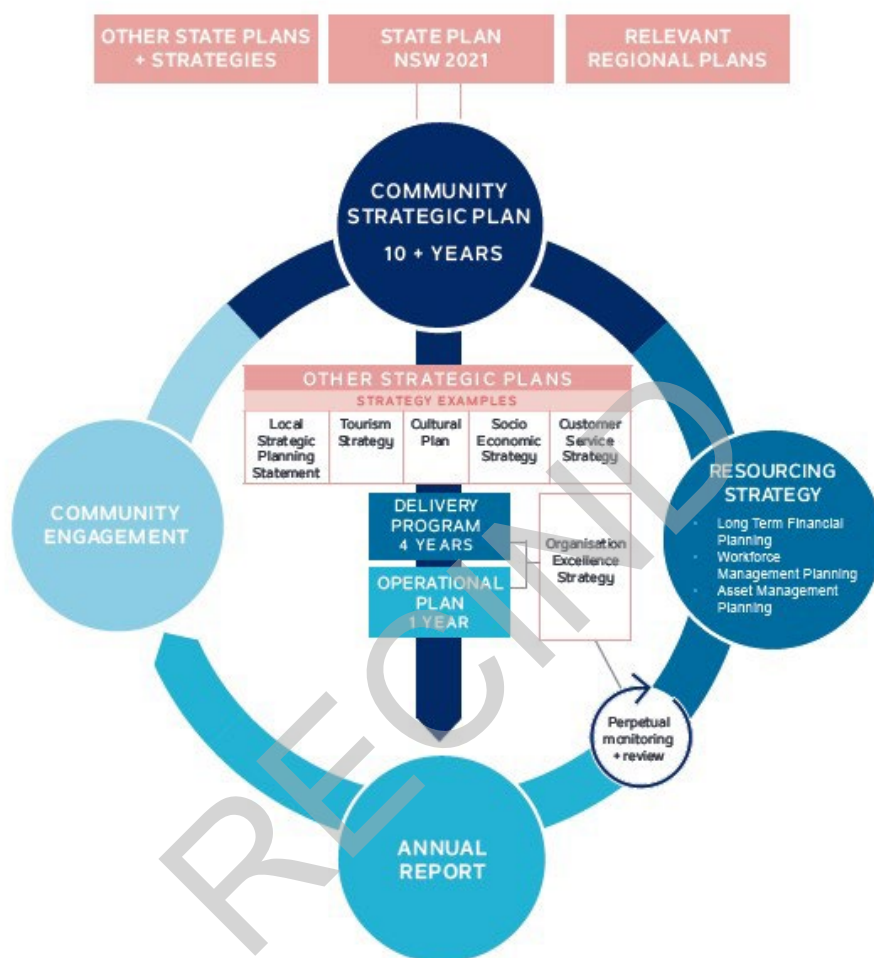 OTHER STATE PLANS
+ STRATEGIES
STATE PLAN
NSW 2021
RELEVANT
REGIONAL PLANS
COMMUNITY
STRATEGIC PLAN
10 + YEARS
OTHER STRATEGIC PLANS
STRATEGY EXAMPLES
Local
Strategic
Planning
Statement
Tourism
Strategy
Cultural
Plan
Socio
Economic
Strategy
Customer
Service
Strategy
COMMUNITY
ENGAGEMENT
DELIVERY
PROGRAM
4 YEARS
OPERATIONAL
PLAN
1 YEAR
Organisation
Excellence
Strategy
RESOURCING
STRATEGY
• Long Term Financial
Planning
• Workforce
Management Planning
• Asset Management
Planning
Perpetual
monitoring
+ review
ANNUAL
REPORT
RECIND